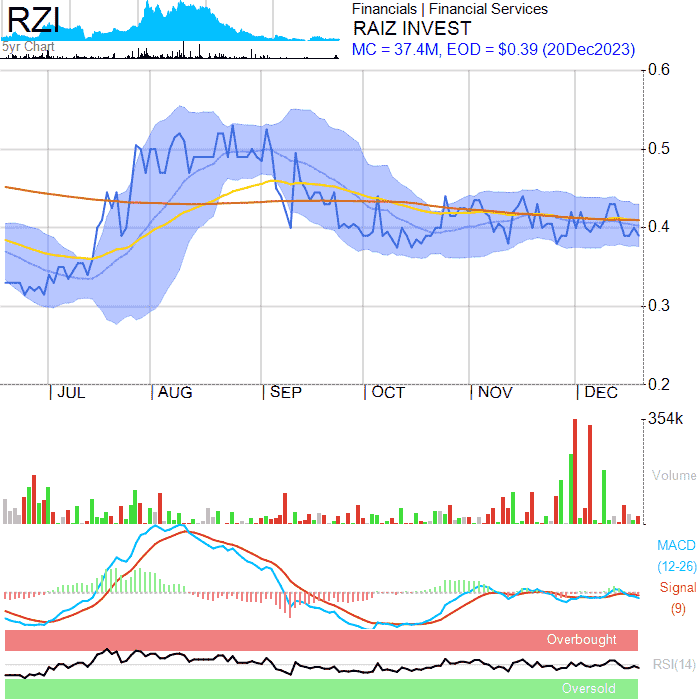 RZI
5yr Chart
Financials | Financial Services
RAIZ INVEST
MC = 37.4M, EOD = $0.39 (20Dec2023)
0.6
0.5
0.4
0.3
0.2
| JUL | AUG | SEP | OCT | NOV | DEC
354k
Volume
MACD
(12-26)
Signal
(9)
Overbought
RSI(14)
Oversold